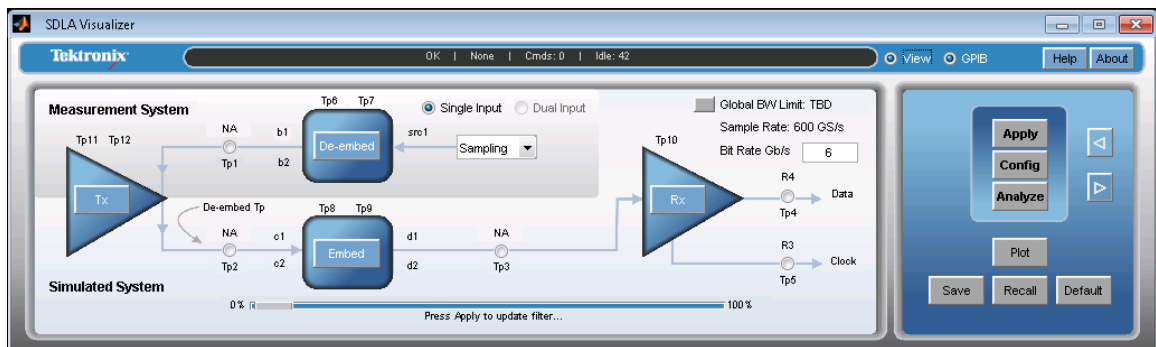 SDLA Visualizer
Tektronix
OK | None | Cmds: 0 | Idle: 42
View
GPIB
Help
About
Measurement System
Tp6 Tp7
Single Input
Dual Input
Global BW Limit: TBD
Sample Rate: 600 GS/s
Bit Rate Gb/s
6
Tp11 Tp12
NA
Tp1
b1
b2
De-embed
src1
Sampling
Tp10
Tx
Rx
R4
Tp4
Data
De-embed Tp
NA
Tp2
c1
c2
Tp8 Tp9
Embed
d1
d2
NA
Tp3
R3
Tp5
Clock
Simulated System
0%
100%
Press Apply to update filter...
Apply
Config
Analyze
Plot
Save
Recall
Default